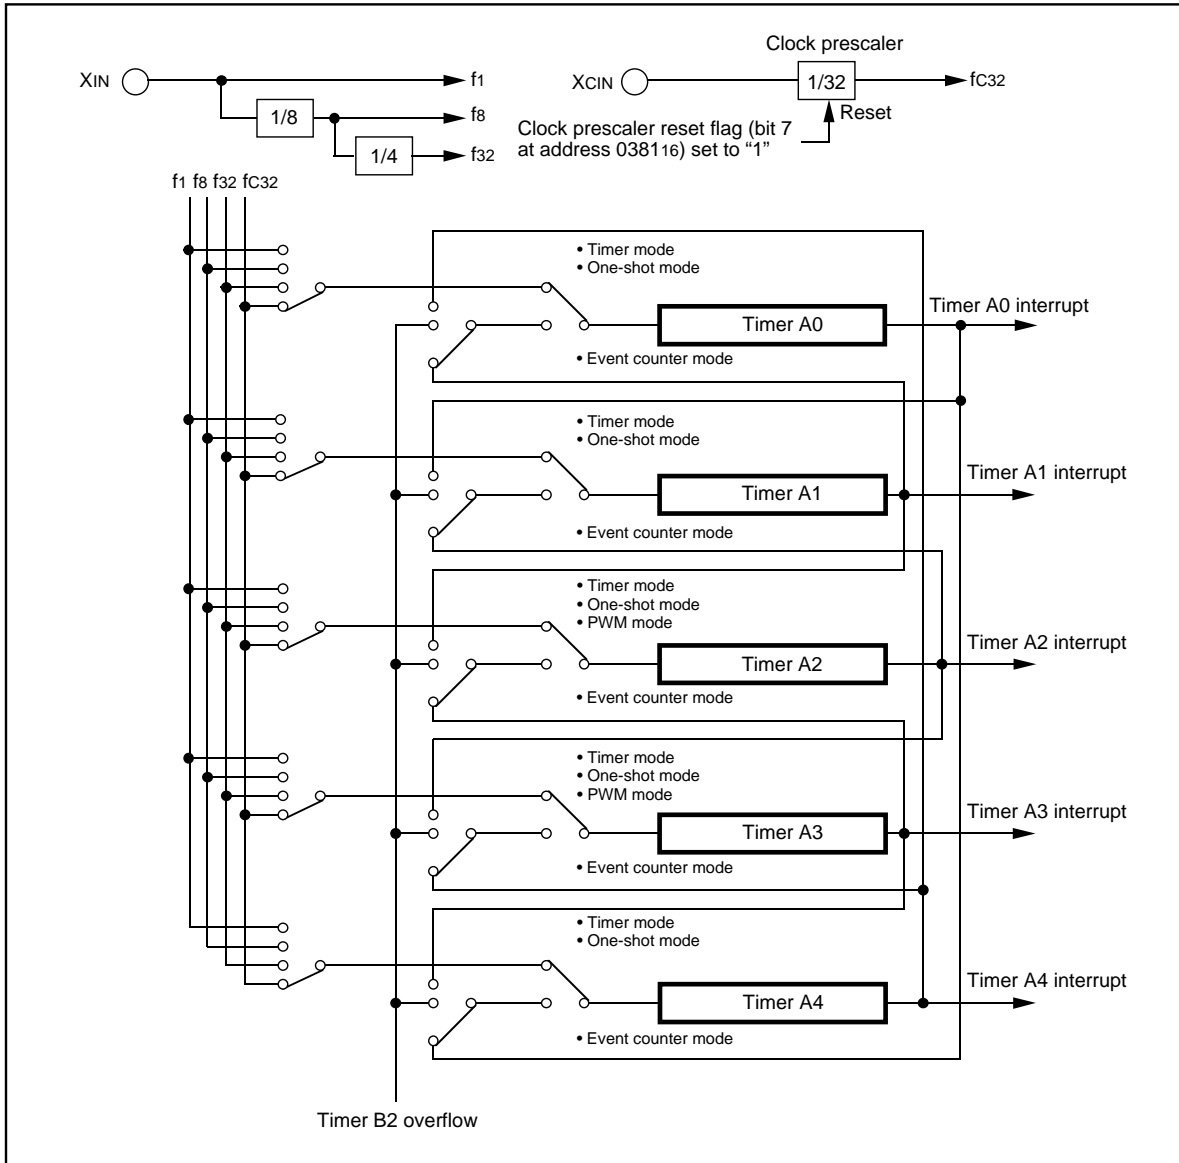 Clock prescaler
XIN
f1
XCIN
1/32
fC32
1/8
f8
Reset
Clock prescaler reset flag (bit 7
at address 038116) set to “1”
1/4
f32
f1 f8 f32 fC32
• Timer mode
• One-shot mode
Timer A0 interrupt
Timer A0
• Event counter mode
• Timer mode
• One-shot mode
Timer A1 interrupt
Timer A1
• Event counter mode
• Timer mode
• One-shot mode
• PWM mode
Timer A2 interrupt
Timer A2
• Event counter mode
• Timer mode
• One-shot mode
• PWM mode
Timer A3 interrupt
Timer A3
• Event counter mode
• Timer mode
• One-shot mode
Timer A4 interrupt
Timer A4
• Event counter mode
Timer B2 overflow